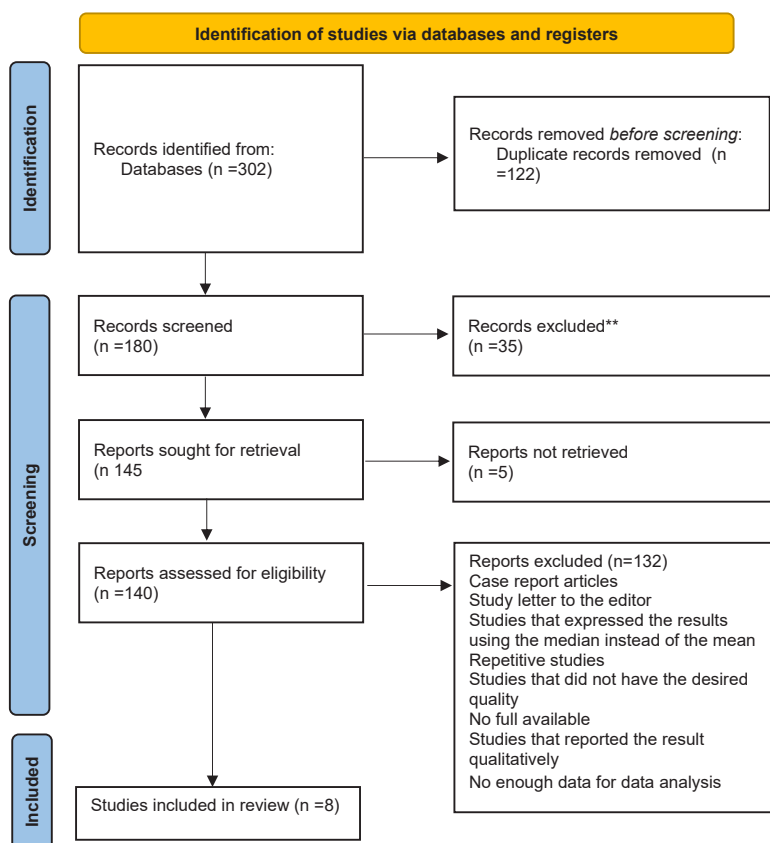 Identification of studies via databases and registers
Identification
Records identified from:
Databases (n =302)
Records removed before screening:
Duplicate records removed (n
=122)
Screening
Records screened
(n =180)
Records excluded**
(n =35)
Reports sought for retrieval
(n 145
Reports not retrieved
(n =5)
Reports assessed for eligibility
(n =140)
Reports excluded (n=132)
Case report articles
Study letter to the editor
Studies that expressed the results
using the median instead of the mean
Repetitive studies
Studies that did not have the desired
quality
No full available
Studies that reported the result
qualitatively
No enough data for data analysis
Included
Studies included in review (n =8)